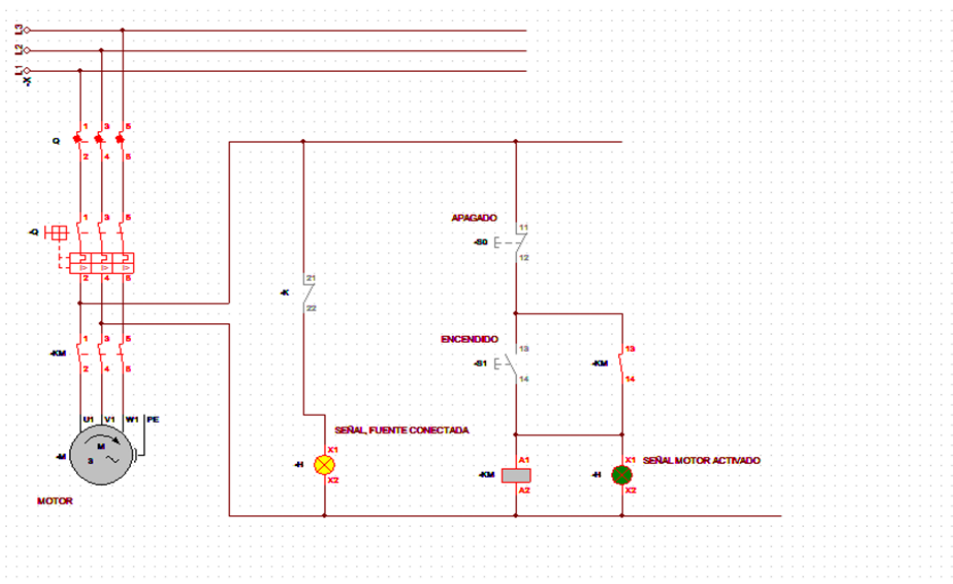 L3
L2
L1
-X
1 3 5
Q
2 4 6
1 3 5
-Q
2 4 6
1 3 5
-KM
2 4 6
U1 V1 W1 PE
M
3
-M
MOTOR
21
-K
22
SEÑAL, FUENTE CONECTADA
X1
-H
X2
APAGADO
11
-S0
12
ENCENDIDO
13
-S1
14
13
-KM
14
A1
-KM
A2
X1 SEÑAL MOTOR ACTIVADO
-H
X2